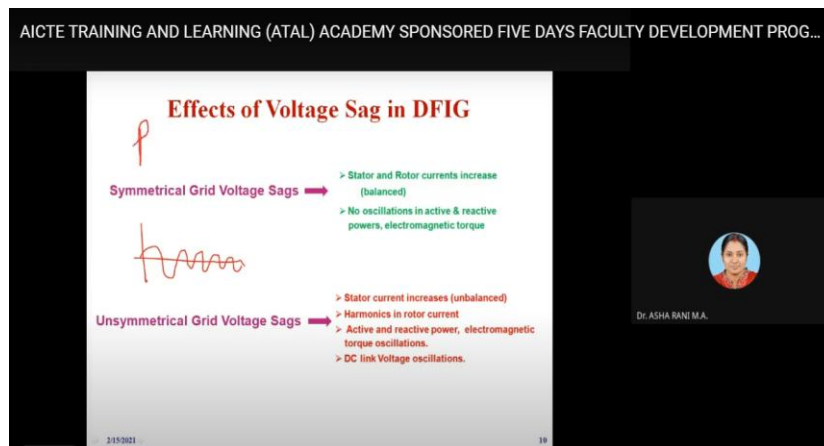 AICTE TRAINING AND LEARNING (ATAL) ACADEMY SPONSORED FIVE DAYS FACULTY DEVELOPMENT PROG...
Effects of Voltage Sag in DFIG
Symmetrical Grid Voltage Sags
➢ Stator and Rotor currents increase
(balanced)
➢ No oscillations in active & reactive
powers, electromagnetic torque
Unsymmetrical Grid Voltage Sags
➢ Stator current increases (unbalanced)
➢ Harmonics in rotor current
➢ Active and reactive power, electromagnetic
torque oscillations.
➢ DC link Voltage oscillations.
Dr. ASHA RANI M.A.
2/15/2021
10